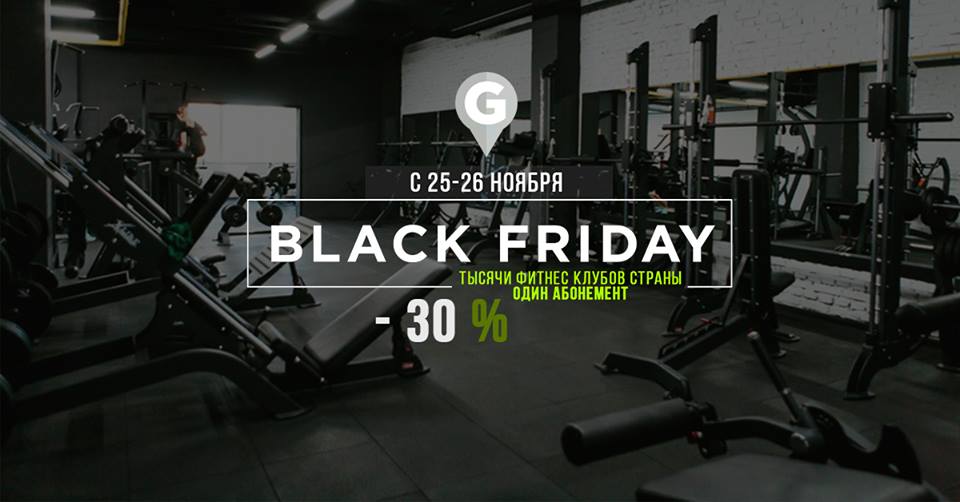 G
С 25-26 НОЯБРЯ
BLACK FRIDAY
ТЫСЯЧИ ФИТНЕС КЛУБОВ СТРАНЫ
ОДИН АБОНЕМЕНТ
- 30 %